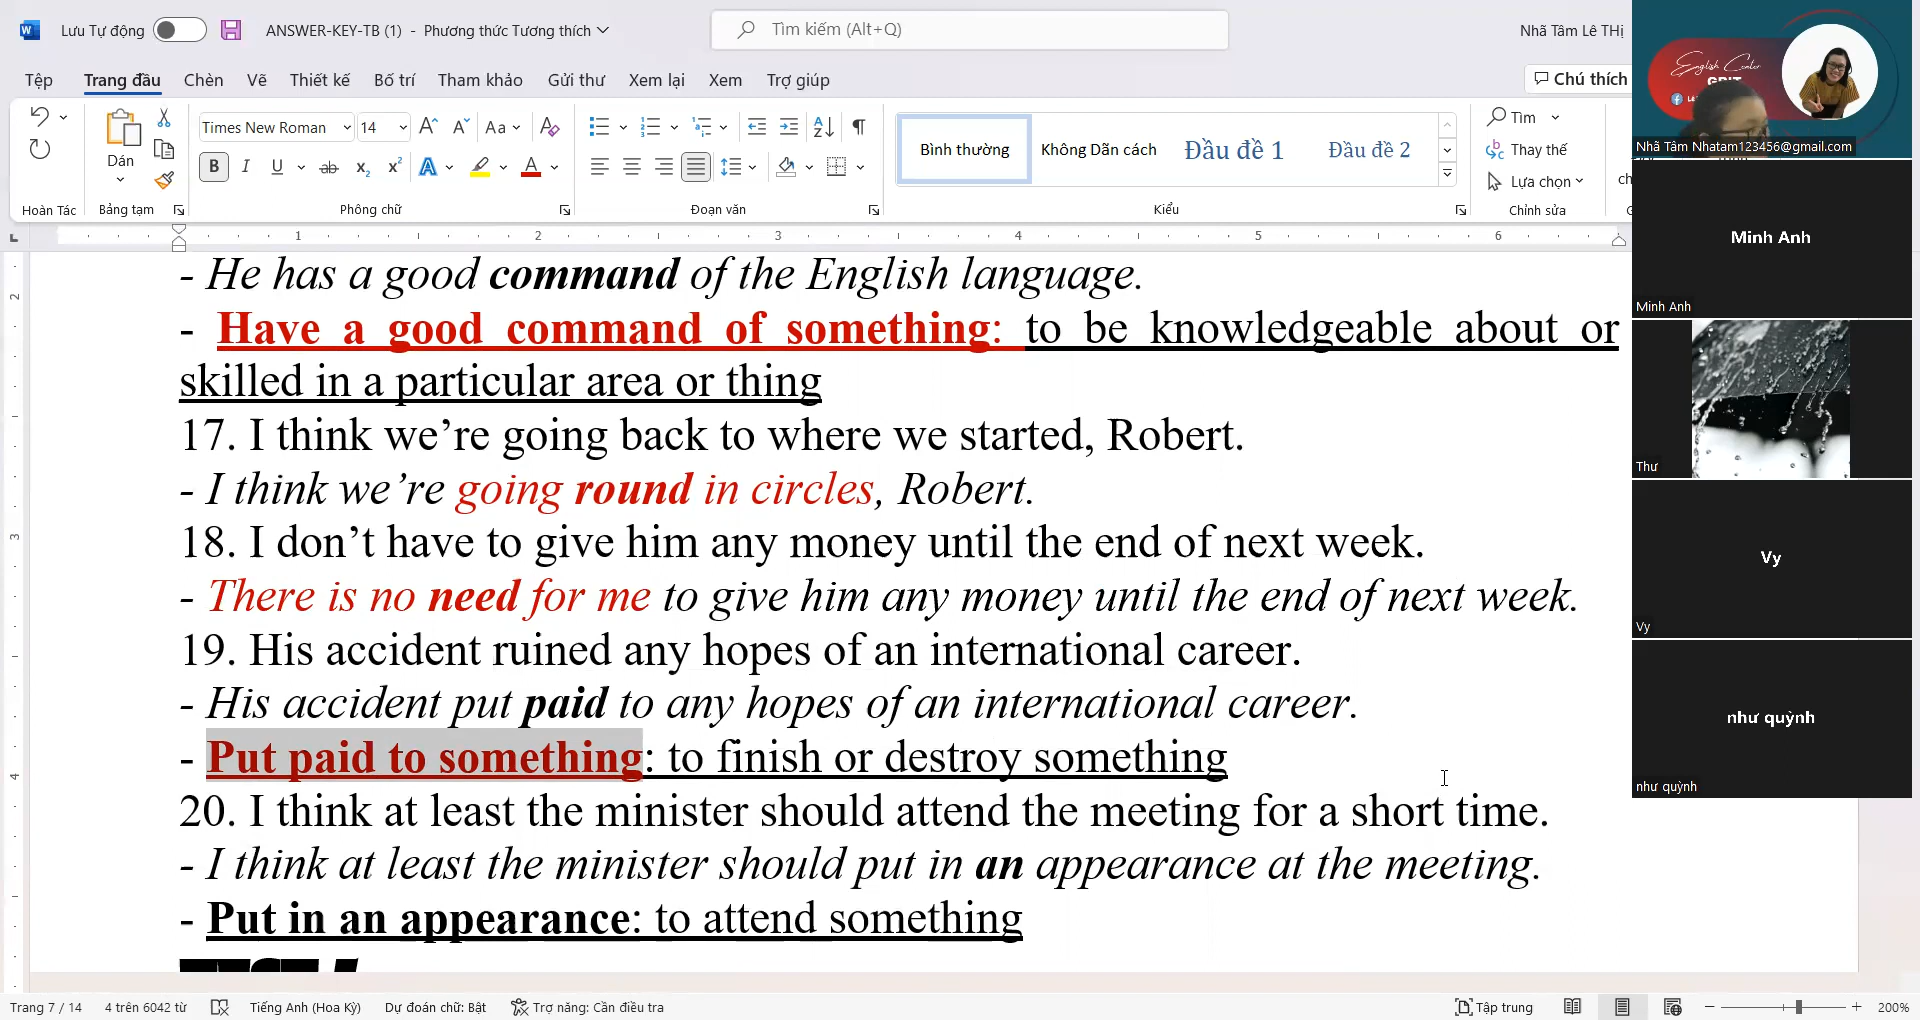 Lưu Tự động
ANSWER-KEY-TB (1) - Phương thức Tương thích
Tìm kiếm (Alt+Q)
Nhã Tâm Lê THị
Tệp Trang đầu Chèn Vẽ Thiết kế Bố trí Tham khảo Gửi thư Xem lại Xem Trợ giúp
Chú thích
Dán
Times New Roman 14
Bình thường Không Dãn cách Đầu đề 1 Đầu đề 2
Tìm
Thay thế
Lựa chọn
Hoàn Tác Bảng tạm Phông chữ Đoạn văn Kiểu Chỉnh sửa
1 2 3 4 5 6
- He has a good command of the English language.
- Have a good command of something: to be knowledgeable about or
skilled in a particular area or thing
17. I think we’re going back to where we started, Robert.
- I think we’re going round in circles, Robert.
18. I don’t have to give him any money until the end of next week.
- There is no need for me to give him any money until the end of next week.
19. His accident ruined any hopes of an international career.
- His accident put paid to any hopes of an international career.
- Put paid to something: to finish or destroy something
20. I think at least the minister should attend the meeting for a short time.
- I think at least the minister should put in an appearance at the meeting.
- Put in an appearance: to attend something
Trang 7 / 14 4 trên 6042 từ Tiếng Anh (Hoa Kỳ) Dự đoán chữ: Bật Trợ năng: Cần điều tra
Tập trung
200%
English Center
Nhã Tâm Nhatam123456@gmail.com
Minh Anh
Minh Anh
Thư
Vy
Vy
như quỳnh
như quỳnh